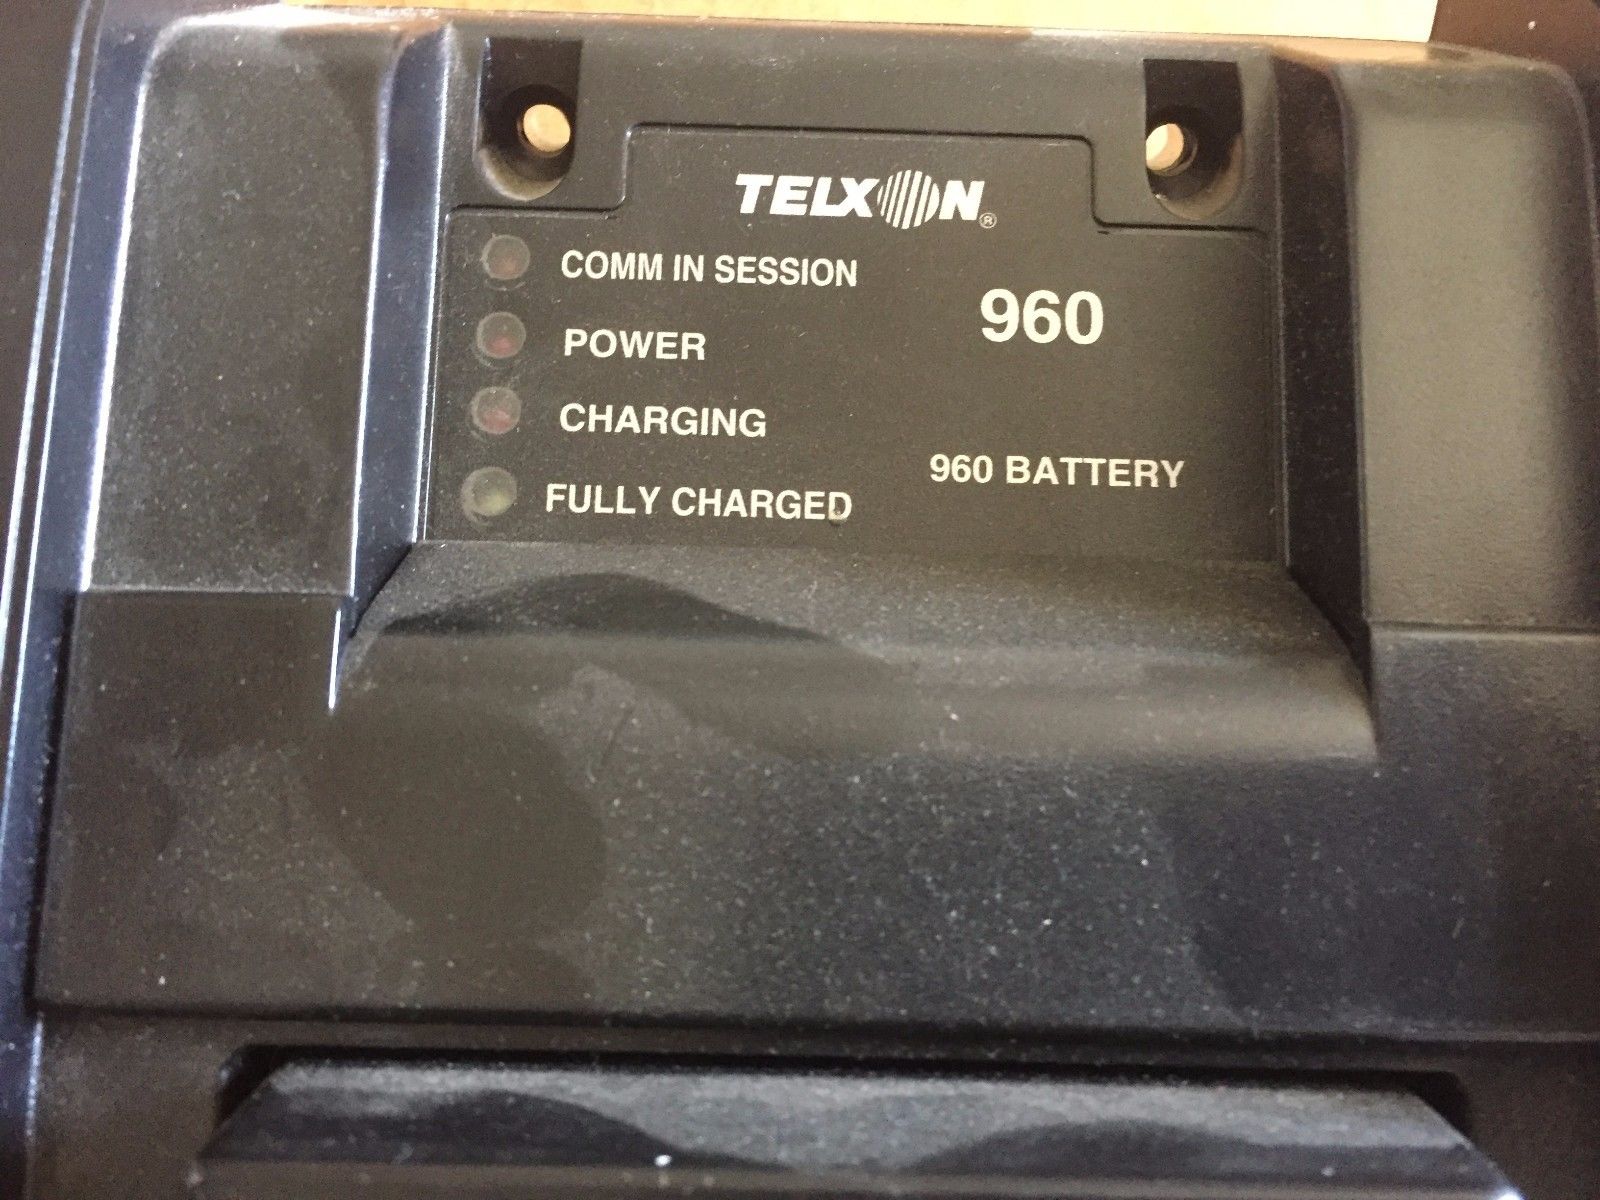 TELXON®
COMM IN SESSION
960
POWER
CHARGING
960 BATTERY
FULLY CHARGED